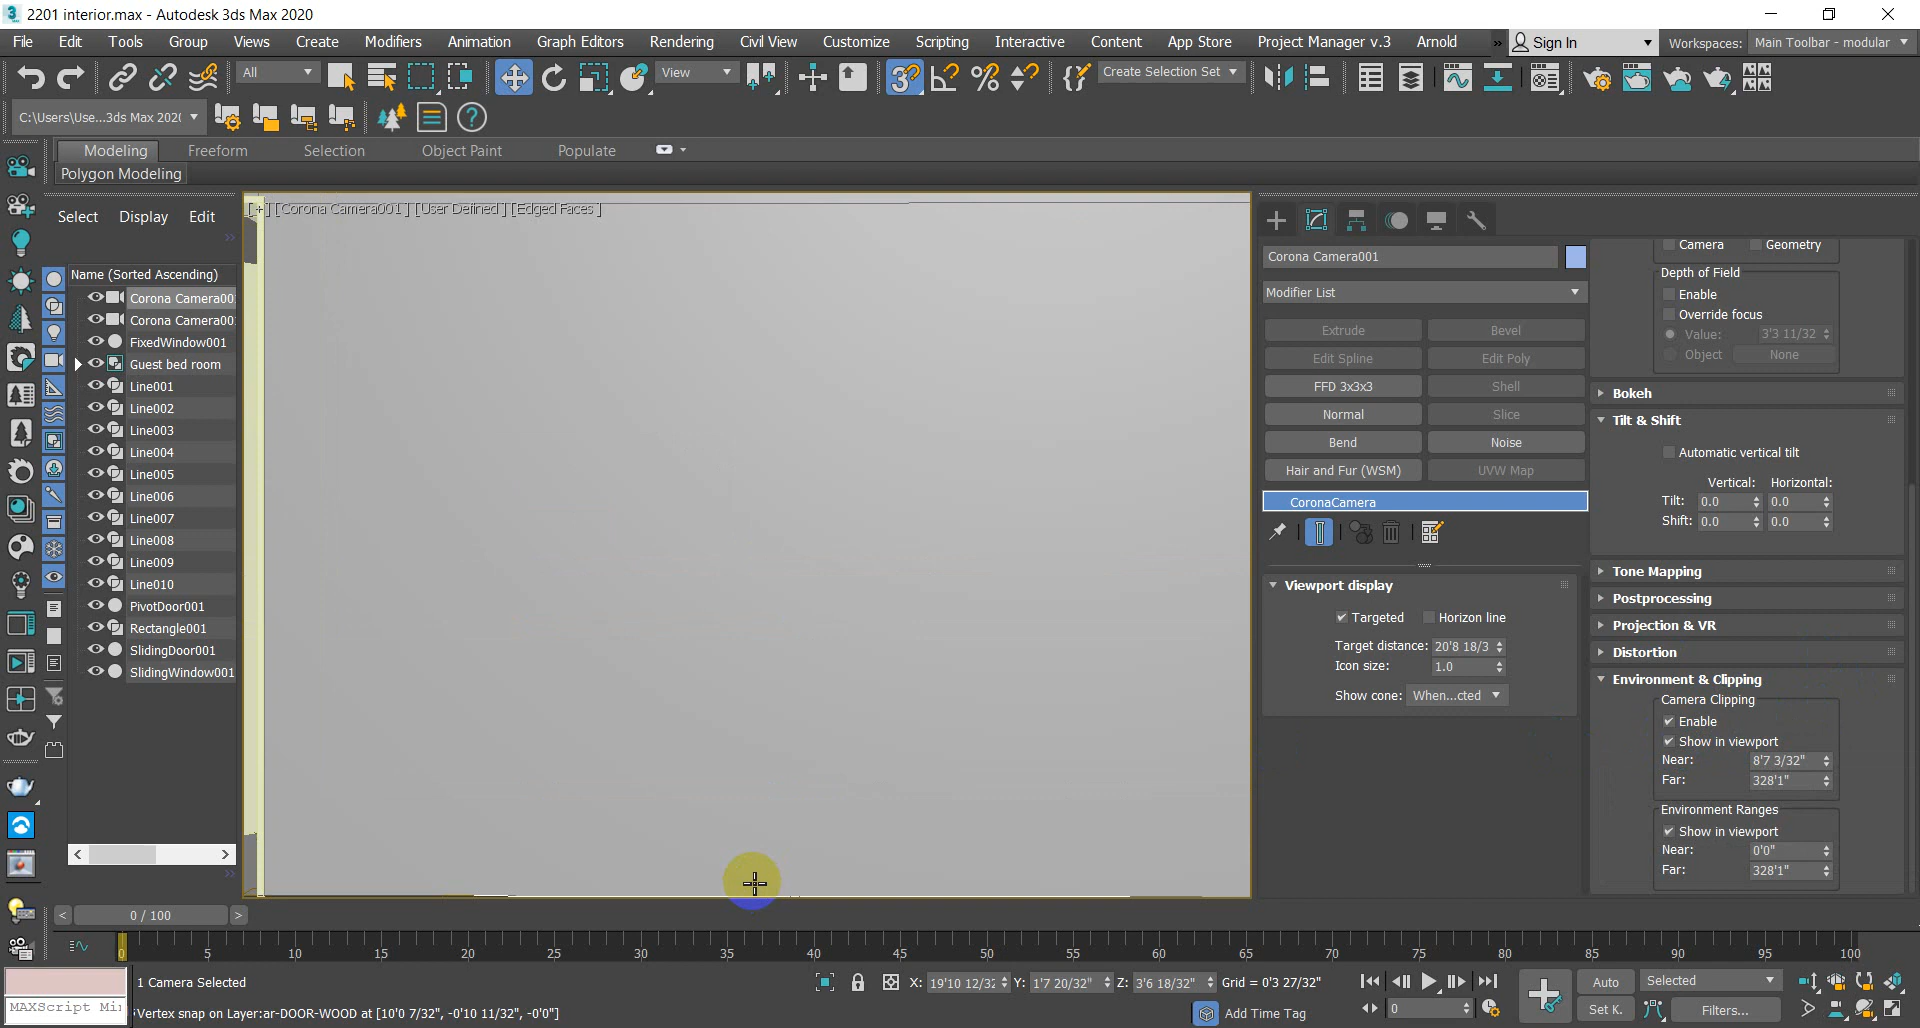 2201 interior.max - Autodesk 3ds Max 2020
File Edit Tools Group Views Create Modifiers Animation Graph Editors Rendering Civil View Customize Scripting Interactive Content App Store Project Manager v.3 Arnold » Sign In Workspaces: Main Toolbar - modular
All View Create Selection Set
C:\Users\Use...3ds Max 202(
Modeling Freeform Selection Object Paint Populate
Polygon Modeling
Select Display Edit
Name (Sorted Ascending)
Corona Camera00
Corona Camera00
FixedWindow001
Guest bed room
Line001
Line002
Line003
Line004
Line005
Line006
Line007
Line008
Line009
Line010
PivotDoor001
Rectangle001
SlidingDoor001
SlidingWindow001
[+] [Corona Camera001] [User Defined] [Edged Faces]
Corona Camera001
Modifier List
Extrude Bevel
Edit Spline Edit Poly
FFD 3x3x3 Shell
Normal Slice
Bend Noise
Hair and Fur (WSM) UVW Map
CoronaCamera
Viewport display
Targeted Horizon line
Target distance: 20'8 18/3
Icon size: 1.0
Show cone: When...cted
Camera Geometry
Depth of Field
Enable
Override focus
Value: 3'3 11/32
Object None
Bokeh
Tilt & Shift
Automatic vertical tilt
Vertical: Horizontal:
Tilt: 0.0 0.0
Shift: 0.0 0.0
Tone Mapping
Postprocessing
Projection & VR
Distortion
Environment & Clipping
Camera Clipping
Enable
Show in viewport
Near: 8'7 3/32"
Far: 328'1"
Environment Ranges
Show in viewport
Near: 0'0"
Far: 328'1"
< 0 / 100 >
0 5 10 15 20 25 30 35 40 45 50 55 60 65 70 75 80 85 90 95 100
1 Camera Selected
X: 19'10 12/32 Y: 1'7 20/32" Z: 3'6 18/32" Grid = 0'3 27/32"
Auto Selected
MAXScript Mi
Vertex snap on Layer:ar-DOOR-WOOD at [10'0 7/32", -0'10 11/32", -0'0"]
Add Time Tag
0
Set K. Filters...